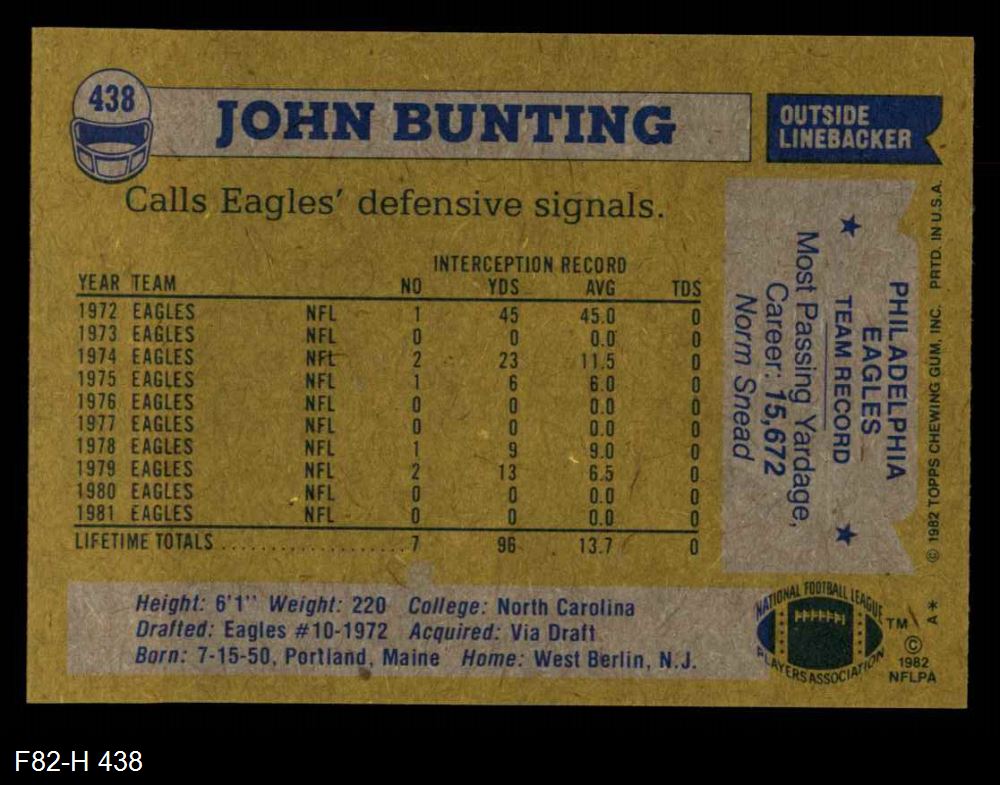 438
JOHN BUNTING
OUTSIDE
LINEBACKER
Calls Eagles' defensive signals.
INTERCEPTION RECORD
YEAR TEAM NO YDS AVG TDS
1972 EAGLES NFL 1 45 45.0 0
1973 EAGLES NFL 0 0 0.0 0
1974 EAGLES NFL 2 23 11.5 0
1975 EAGLES NFL 1 6 6.0 0
1976 EAGLES NFL 0 0 0.0 0
1977 EAGLES NFL 0 0 0.0 0
1978 EAGLES NFL 1 9 9.0 0
1979 EAGLES NFL 2 13 6.5 0
1980 EAGLES NFL 0 0 0.0 0
1981 EAGLES NFL 0 0 0.0 0
LIFETIME TOTALS 7 96 13.7 0
PHILADELPHIA
EAGLES
★ TEAM RECORD ★
Most Passing Yardage,
Career: 15,672
Norm Snead
© 1982 TOPPS CHEWING GUM, INC. PRTD. IN U.S.A.
Height: 6'1" Weight: 220 College: North Carolina
Drafted: Eagles #10-1972 Acquired: Via Draft
Born: 7-15-50, Portland, Maine Home: West Berlin, N.J.
NATIONAL FOOTBALL LEAGUE
PLAYERS ASSOCIATION
TM
©
1982
NFLPA
A*
F82-H 438